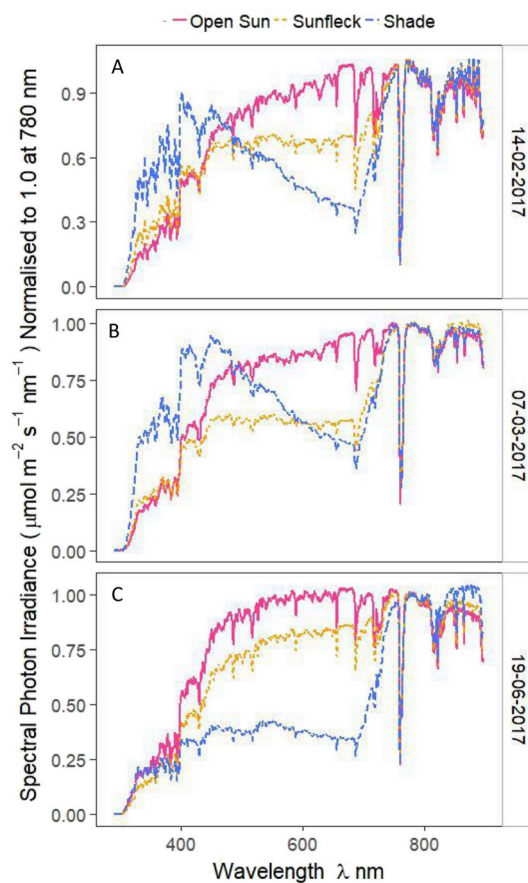 Open Sun Sunfleck Shade
A
0.9
0.6
0.3
0.0
14-02-2017
B
1.00
0.75
0.50
0.25
0.00
07-03-2017
C
1.00
0.75
0.50
0.25
0.00
19-06-2017
400 600 800
Wavelength λ nm
Spectral Photon Irradiance ( μmol m⁻² s⁻¹ nm⁻¹ ) Normalised to 1.0 at 780 nm